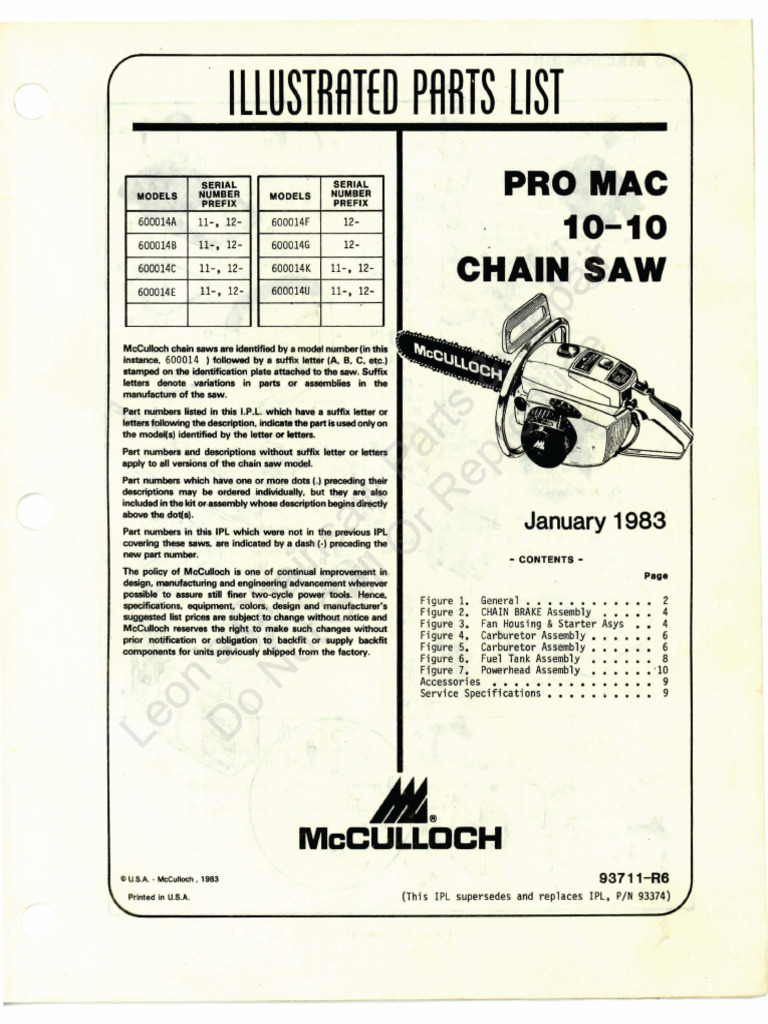 ILLUSTRATED PARTS LIST
MODELS SERIAL NUMBER PREFIX MODELS SERIAL NUMBER PREFIX
600014A 11-, 12- 600014F 12-
600014B 11-, 12- 600014G 12-
600014C 11-, 12- 600014K 11-, 12-
600014E 11-, 12- 600014U 11-, 12-
McCulloch chain saws are identified by a model number (in this
instance, 600014 ) followed by a suffix letter (A, B, C, etc.)
stamped on the identification plate attached to the saw. Suffix
letters denote variations in parts or assemblies in the
manufacture of the saw.
Part numbers listed in this I.P.L. which have a suffix letter or
letters following the description, indicate the part is used only on
the model(s) identified by the letter or letters.
Part numbers and descriptions without suffix letter or letters
apply to all versions of the chain saw model.
Part numbers which have one or more dots (.) preceding their
descriptions may be ordered individually, but they are also
included in the kit or assembly whose description begins directly
above the dot(s).
Part numbers in this IPL which were not in the previous IPL
covering these saws, are indicated by a dash (-) preceding the
new part number.
The policy of McCulloch is one of continual improvement in
design, manufacturing and engineering advancement wherever
possible to assure still finer two-cycle power tools. Hence,
specifications, equipment, colors, design and manufacturer's
suggested list prices are subject to change without notice and
McCulloch reserves the right to make such changes without
prior notification or obligation to backfit or supply backfit
components for units previously shipped from the factory.
PRO MAC
10-10
CHAIN SAW
McCULLOCH
January 1983
- CONTENTS -
Page
Figure 1. General . . . . . . . . . . . . 2
Figure 2. CHAIN BRAKE Assembly . . . . . . 4
Figure 3. Fan Housing & Starter Asys . . 4
Figure 4. Carburetor Assembly . . . . . . 6
Figure 5. Carburetor Assembly . . . . . . 6
Figure 6. Fuel Tank Assembly . . . . . . . 8
Figure 7. Powerhead Assembly . . . . . . . 10
Accessories . . . . . . . . . . . . . . . 9
Service Specifications . . . . . . . . . . 9
McCULLOCH ®
© U.S.A. - McCulloch , 1983
Printed in U.S.A.
93711-R6
(This IPL supersedes and replaces IPL, P/N 93374)